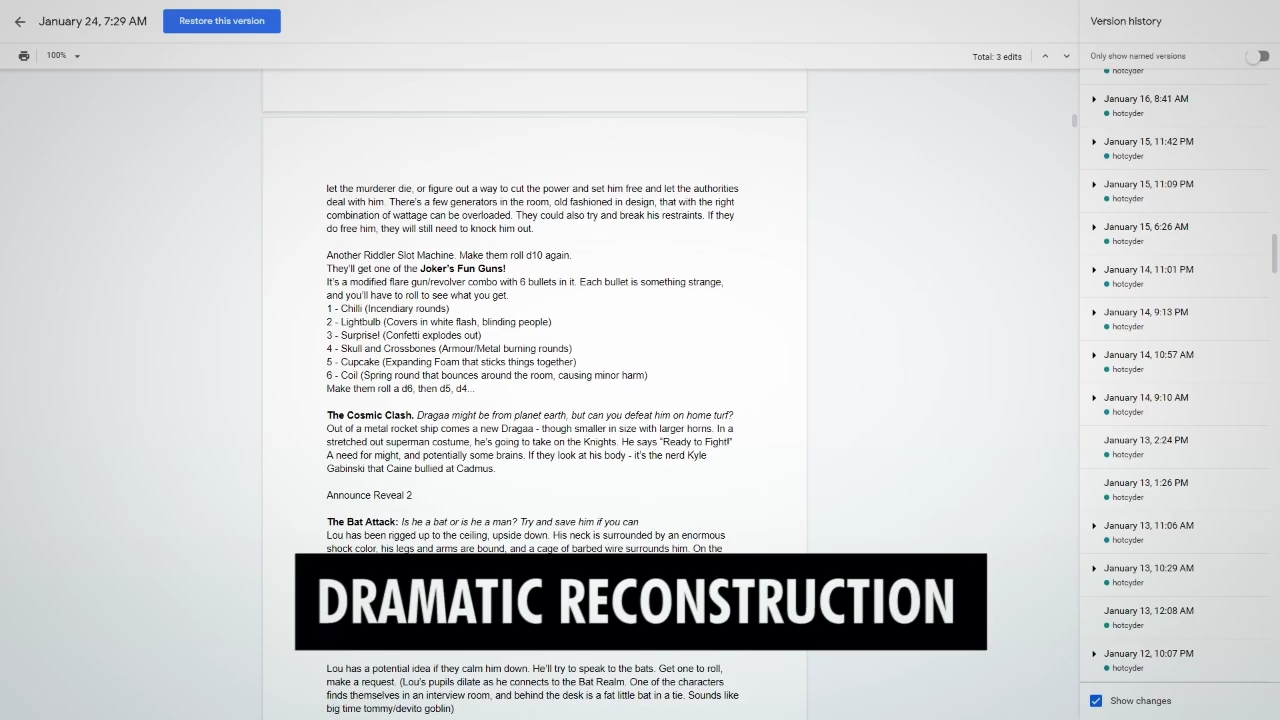 January 24, 7:29 AM
Restore this version
Version history
100%
Total: 3 edits
Only show named versions
let the murderer die, or figure out a way to cut the power and set him free and let the authorities
deal with him. There's a few generators in the room, old fashioned in design, that with the right
combination of wattage can be overloaded. They could also try and break his restraints. If they
do free him, they will still need to knock him out.
Another Riddler Slot Machine. Make them roll d10 again.
They'll get one of the Joker's Fun Guns!
It's a modified flare gun/revolver combo with 6 bullets in it. Each bullet is something strange,
and you'll have to roll to see what you get.
1 - Chilli (Incendiary rounds)
2 - Lightbulb (Covers in white flash, blinding people)
3 - Surprise! (Confetti explodes out)
4 - Skull and Crossbones (Armour/Metal burning rounds)
5 - Cupcake (Expanding Foam that sticks things together)
6 - Coil (Spring round that bounces around the room, causing minor harm)
Make them roll a d6, then d5, d4...
The Cosmic Clash. Dragaa might be from planet earth, but can you defeat him on home turf?
Out of a metal rocket ship comes a new Dragaa - though smaller in size with larger horns. In a
stretched out superman costume, he's going to take on the Knights. He says "Ready to Fight!"
A need for might, and potentially some brains. If they look at his body - it's the nerd Kyle
Gabinski that Caine bullied at Cadmus.
Announce Reveal 2
The Bat Attack: Is he a bat or is he a man? Try and save him if you can
Lou has been rigged up to the ceiling, upside down. His neck is surrounded by an enormous
shock color, his legs and arms are bound, and a cage of barbed wire surrounds him. On the
DRAMATIC RECONSTRUCTION
Lou has a potential idea if they calm him down. He'll try to speak to the bats. Get one to roll,
make a request. (Lou's pupils dilate as he connects to the Bat Realm. One of the characters
finds themselves in an interview room, and behind the desk is a fat little bat in a tie. Sounds like
big time tommy/devito goblin)
hotcyder
January 16, 8:41 AM
hotcyder
January 15, 11:42 PM
hotcyder
January 15, 11:09 PM
hotcyder
January 15, 6:26 AM
hotcyder
January 14, 11:01 PM
hotcyder
January 14, 9:13 PM
hotcyder
January 14, 10:57 AM
hotcyder
January 14, 9:10 AM
hotcyder
January 13, 2:24 PM
hotcyder
January 13, 1:26 PM
hotcyder
January 13, 11:06 AM
hotcyder
January 13, 10:29 AM
hotcyder
January 13, 12:08 AM
hotcyder
January 12, 10:07 PM
hotcyder
Show changes